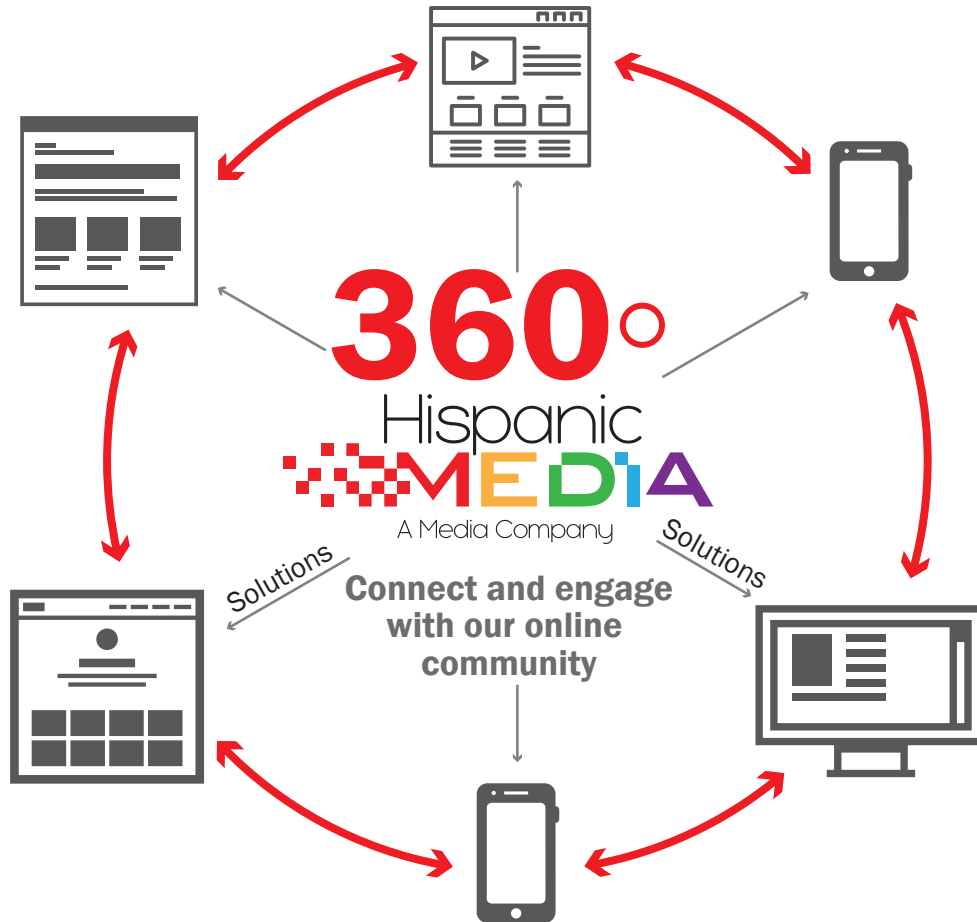 360°
Hispanic
MEDIA
A Media Company
Solutions
Solutions
Connect and engage
with our online
community